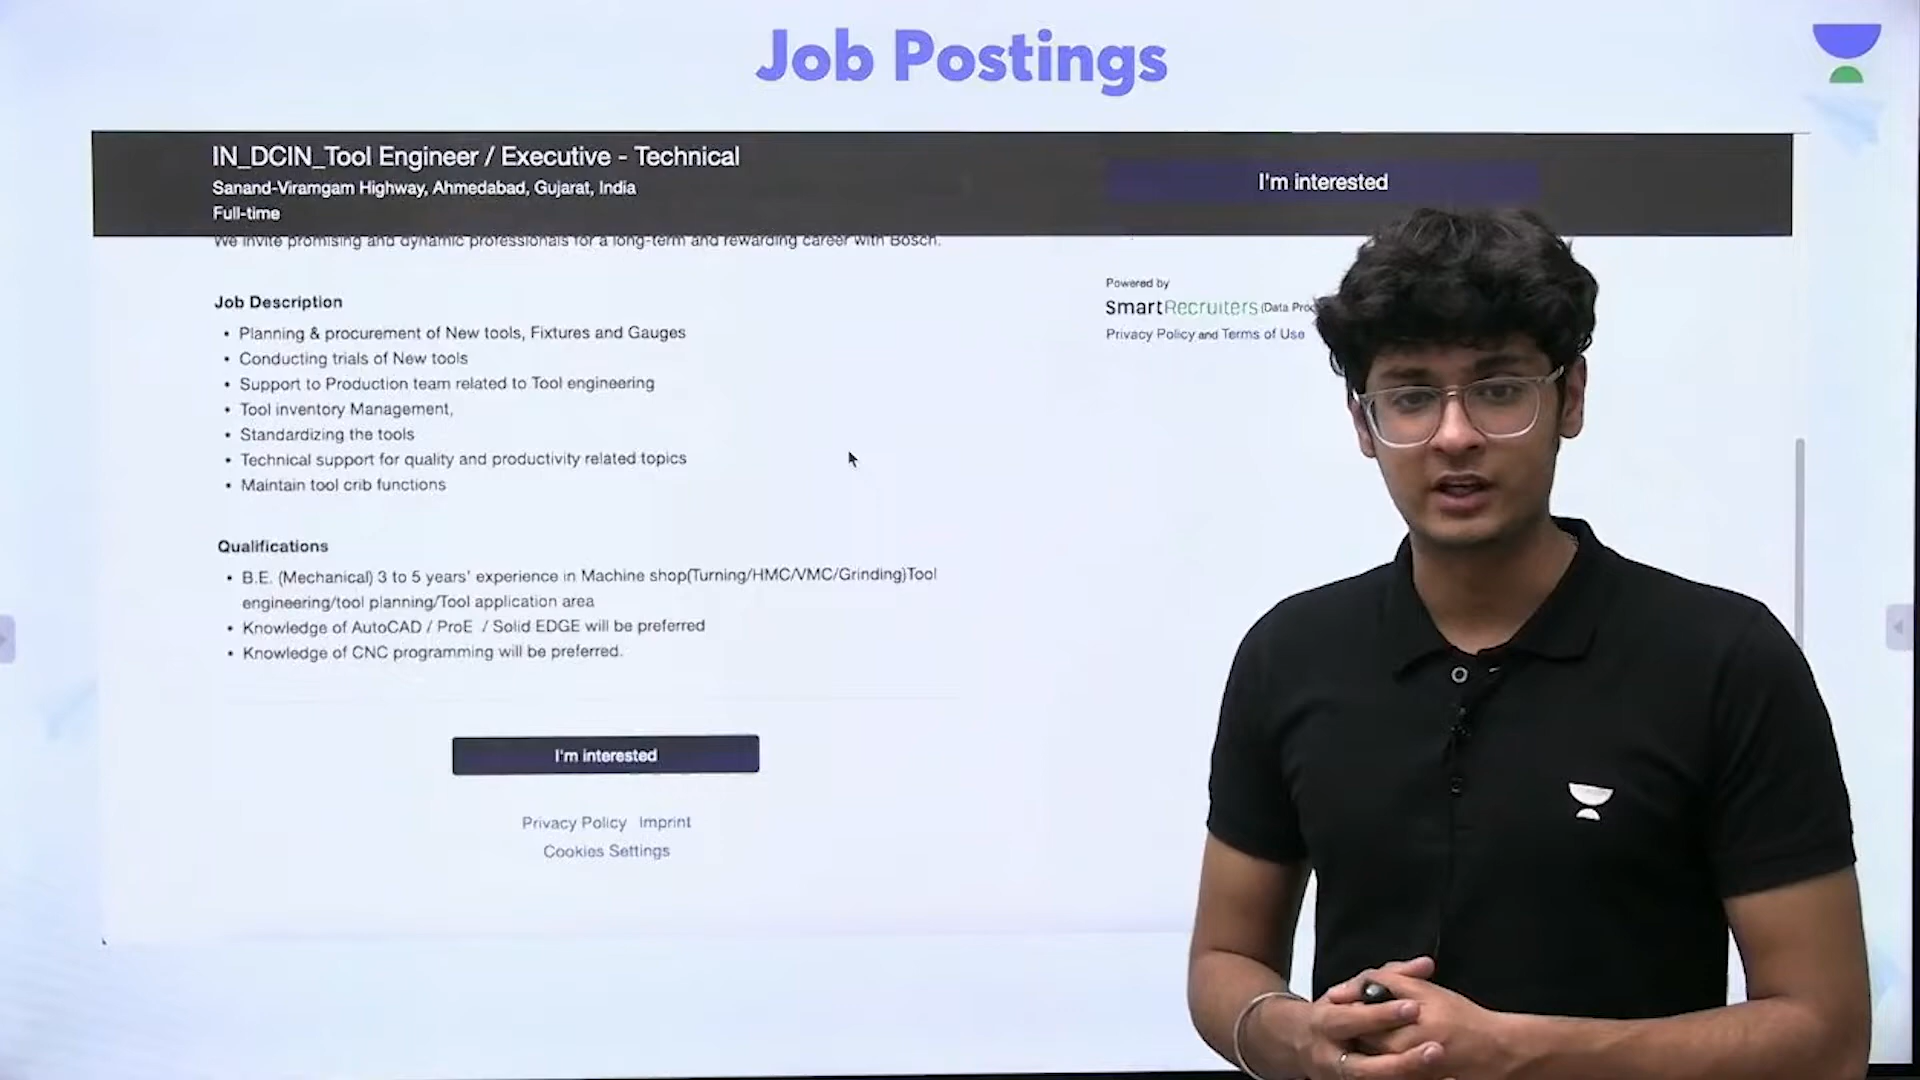 Job Postings
IN_DCIN_Tool Engineer / Executive - Technical
Sanand-Viramgam Highway, Ahmedabad, Gujarat, India
Full-time
I'm interested
We invite promising and dynamic professionals for a long-term and rewarding career with Bosch.
Job Description
• Planning & procurement of New tools, Fixtures and Gauges
• Conducting trials of New tools
• Support to Production team related to Tool engineering
• Tool inventory Management,
• Standardizing the tools
• Technical support for quality and productivity related topics
• Maintain tool crib functions
Qualifications
• B.E. (Mechanical) 3 to 5 years' experience in Machine shop(Turning/HMC/VMC/Grinding)Tool
engineering/tool planning/Tool application area
• Knowledge of AutoCAD / ProE / Solid EDGE will be preferred
• Knowledge of CNC programming will be preferred.
I'm interested
Privacy Policy Imprint
Cookies Settings
Powered by
SmartRecruiters (Data
Privacy Policy and Terms of Use